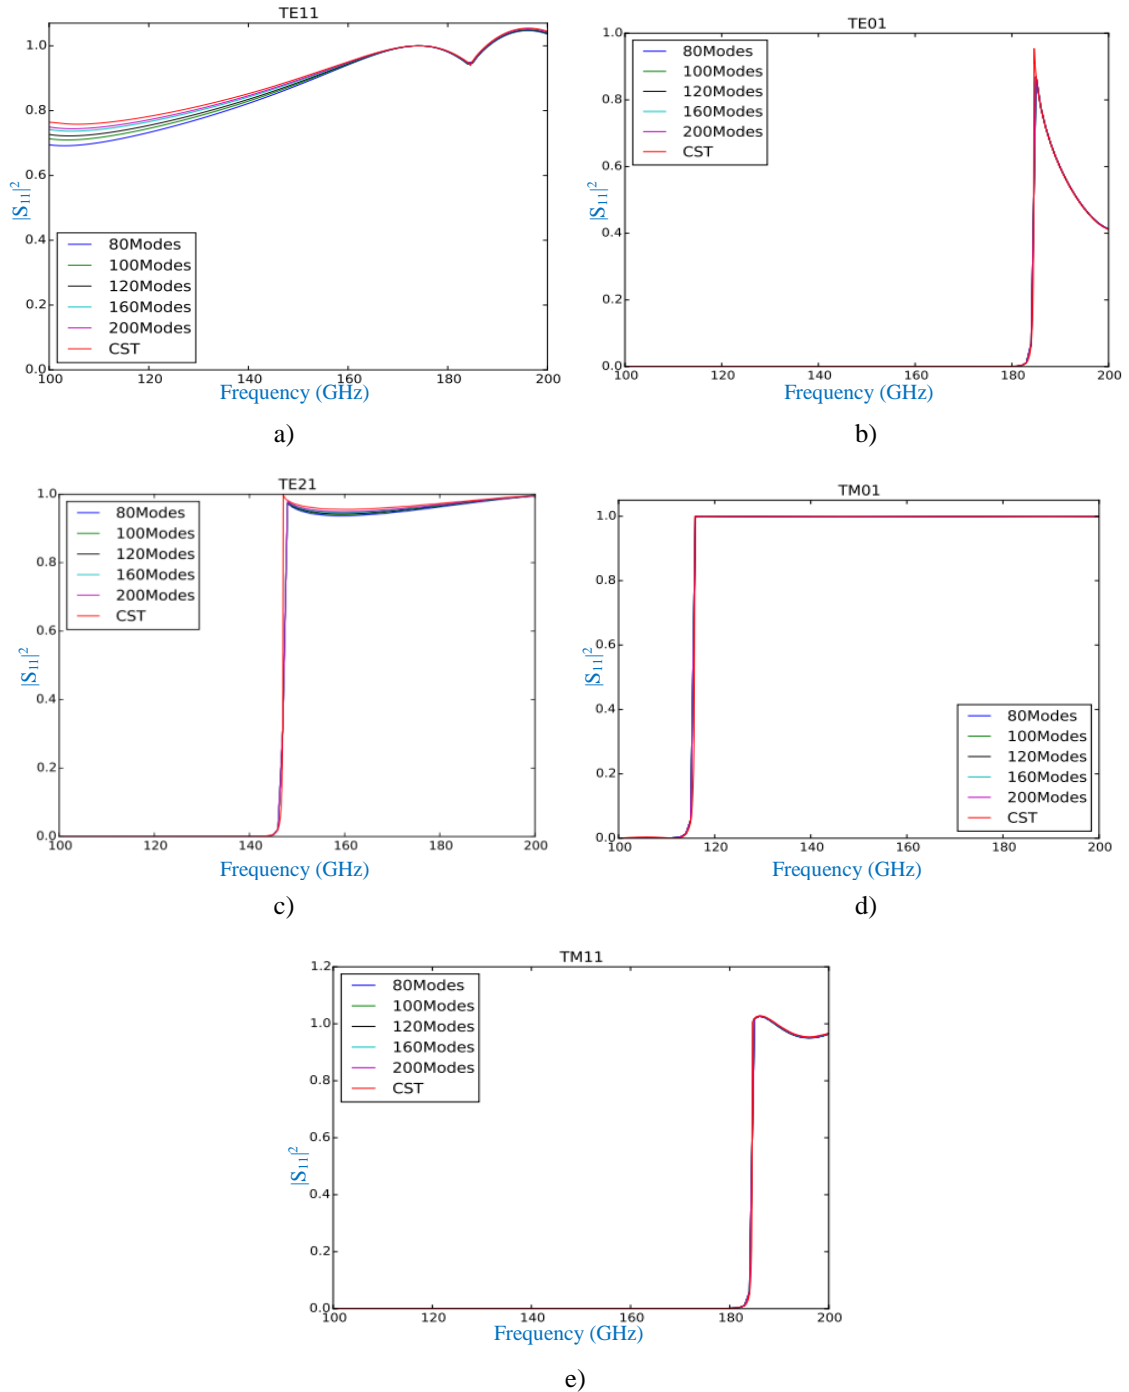 TE11
1.0
0.8
0.6
0.4
0.2
0.0
|S₁₁|²
80Modes
100Modes
120Modes
160Modes
200Modes
CST
100 120 140 160 180 200
Frequency (GHz)
a)
TE01
1.0
0.8
0.6
0.4
0.2
0.0
|S₁₁|²
80Modes
100Modes
120Modes
160Modes
200Modes
CST
100 120 140 160 180 200
Frequency (GHz)
b)
TE21
1.0
0.8
0.6
0.4
0.2
0.0
|S₁₁|²
80Modes
100Modes
120Modes
160Modes
200Modes
CST
100 120 140 160 180 200
Frequency (GHz)
c)
TM01
1.0
0.8
0.6
0.4
0.2
0.0
|S₁₁|²
80Modes
100Modes
120Modes
160Modes
200Modes
CST
100 120 140 160 180 200
Frequency (GHz)
d)
TM11
1.2
1.0
0.8
0.6
0.4
0.2
0.0
|S₁₁|²
80Modes
100Modes
120Modes
160Modes
200Modes
CST
100 120 140 160 180 200
Frequency (GHz)
e)